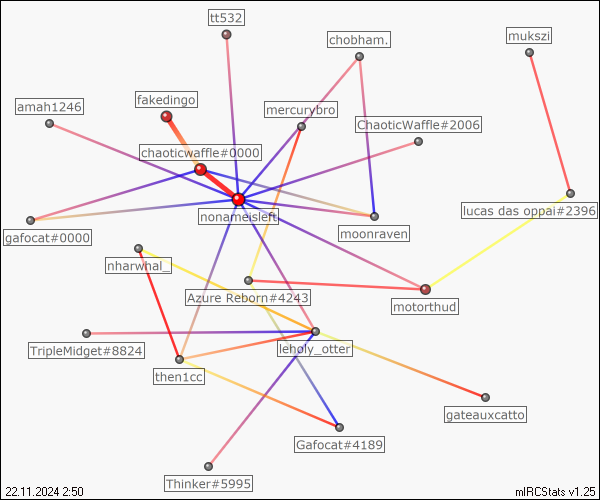 tt532
mukszi
chobham.
fakedingo
amah1246
mercurybro
ChaoticWaffle#2006
chaoticwaffle#0000
lucas das oppai#2396
nonameisleft
moonraven
gafocat#0000
nharwhal_
Azure Reborn#4243
motorthud
leholy_otter
TripleMidget#8824
then1cc
gateauxcatto
Gafocat#4189
Thinker#5995
22.11.2024 2:50
mIRCStats v1.25